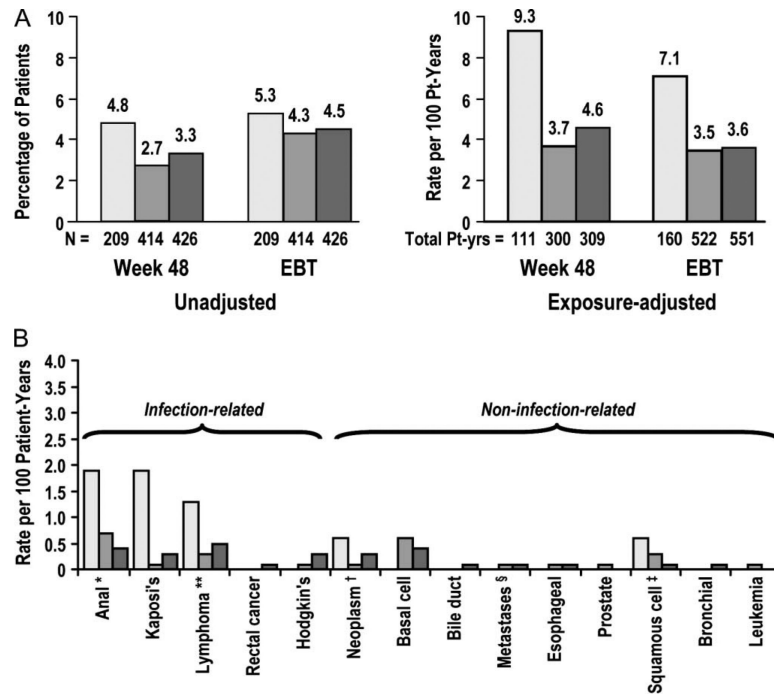 A
Percentage of Patients
10
8
6
4
2
0
4.8
2.7
3.3
5.3
4.3
4.5
N = 209 414 426 209 414 426
Week 48 EBT
Unadjusted
Rate per 100 Pt-Years
10
8
6
4
2
0
9.3
3.7
4.6
7.1
3.5
3.6
Total Pt-yrs = 111 300 309 160 522 551
Week 48 EBT
Exposure-adjusted
B
Rate per 100 Patient-Years
4.0
3.5
3.0
2.5
2.0
1.5
1.0
0.5
0
Infection-related
Non-infection-related
Anal *
Kaposi's
Lymphoma **
Rectal cancer
Hodgkin's
Neoplasm †
Basal cell
Bile duct
Metastases §
Esophageal
Prostate
Squamous cell ‡
Bronchial
Leukemia